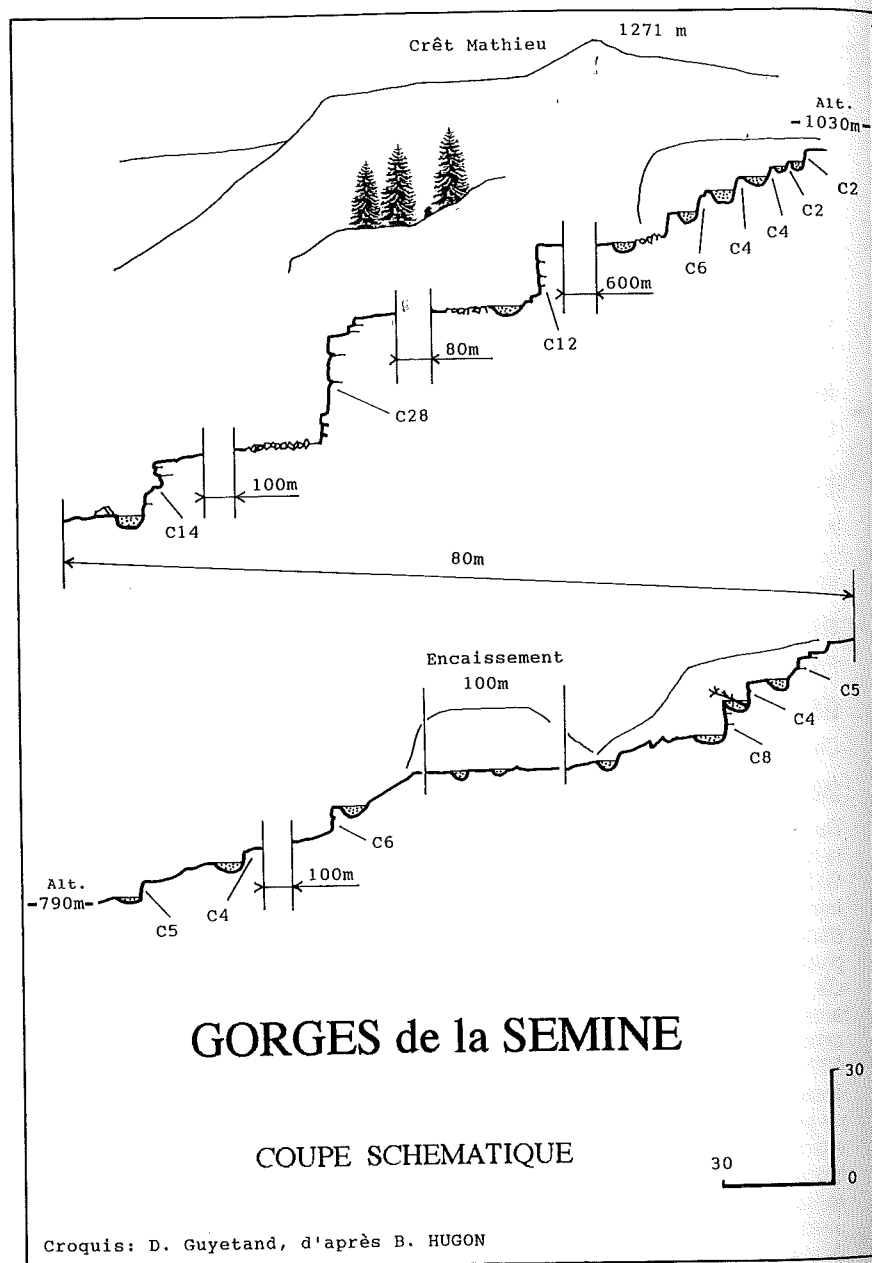 Crêt Mathieu
1271 m
Alt.
-1030m-
C2
C2
C4
C4
C6
600m
C12
80m
C28
100m
C14
80m
Encaissement
100m
C5
C4
C8
C6
100m
C4
C5
Alt.
-790m-
GORGES de la SEMINE
COUPE SCHEMATIQUE
30
30
0
Croquis: D. Guyetand, d'après B. HUGON